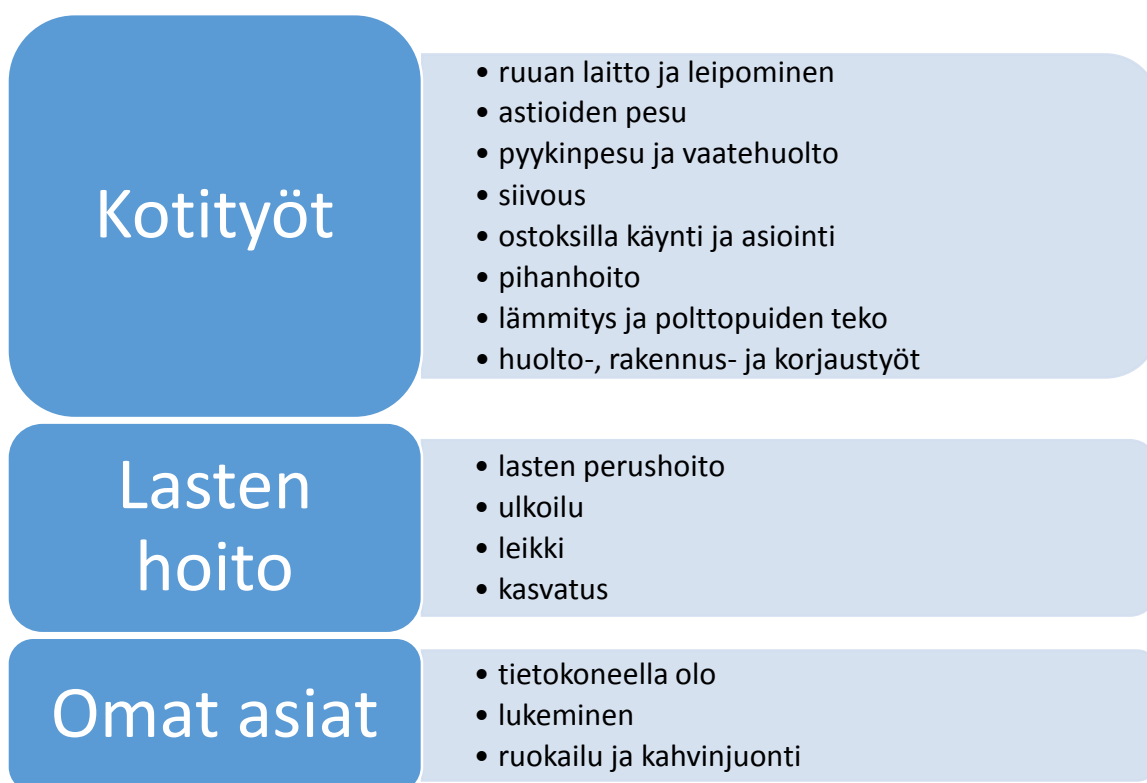 Kotityöt
• ruuan laitto ja leipominen
• astioiden pesu
• pyykinpesu ja vaatehuolto
• siivous
• ostoksilla käynti ja asiointi
• pihanhoito
• lämmitys ja polttopuiden teko
• huolto-, rakennus- ja korjaustyöt
Lasten
hoito
• lasten perushoito
• ulkoilu
• leikki
• kasvatus
Omat asiat
• tietokoneella olo
• lukeminen
• ruokailu ja kahvinjuonti